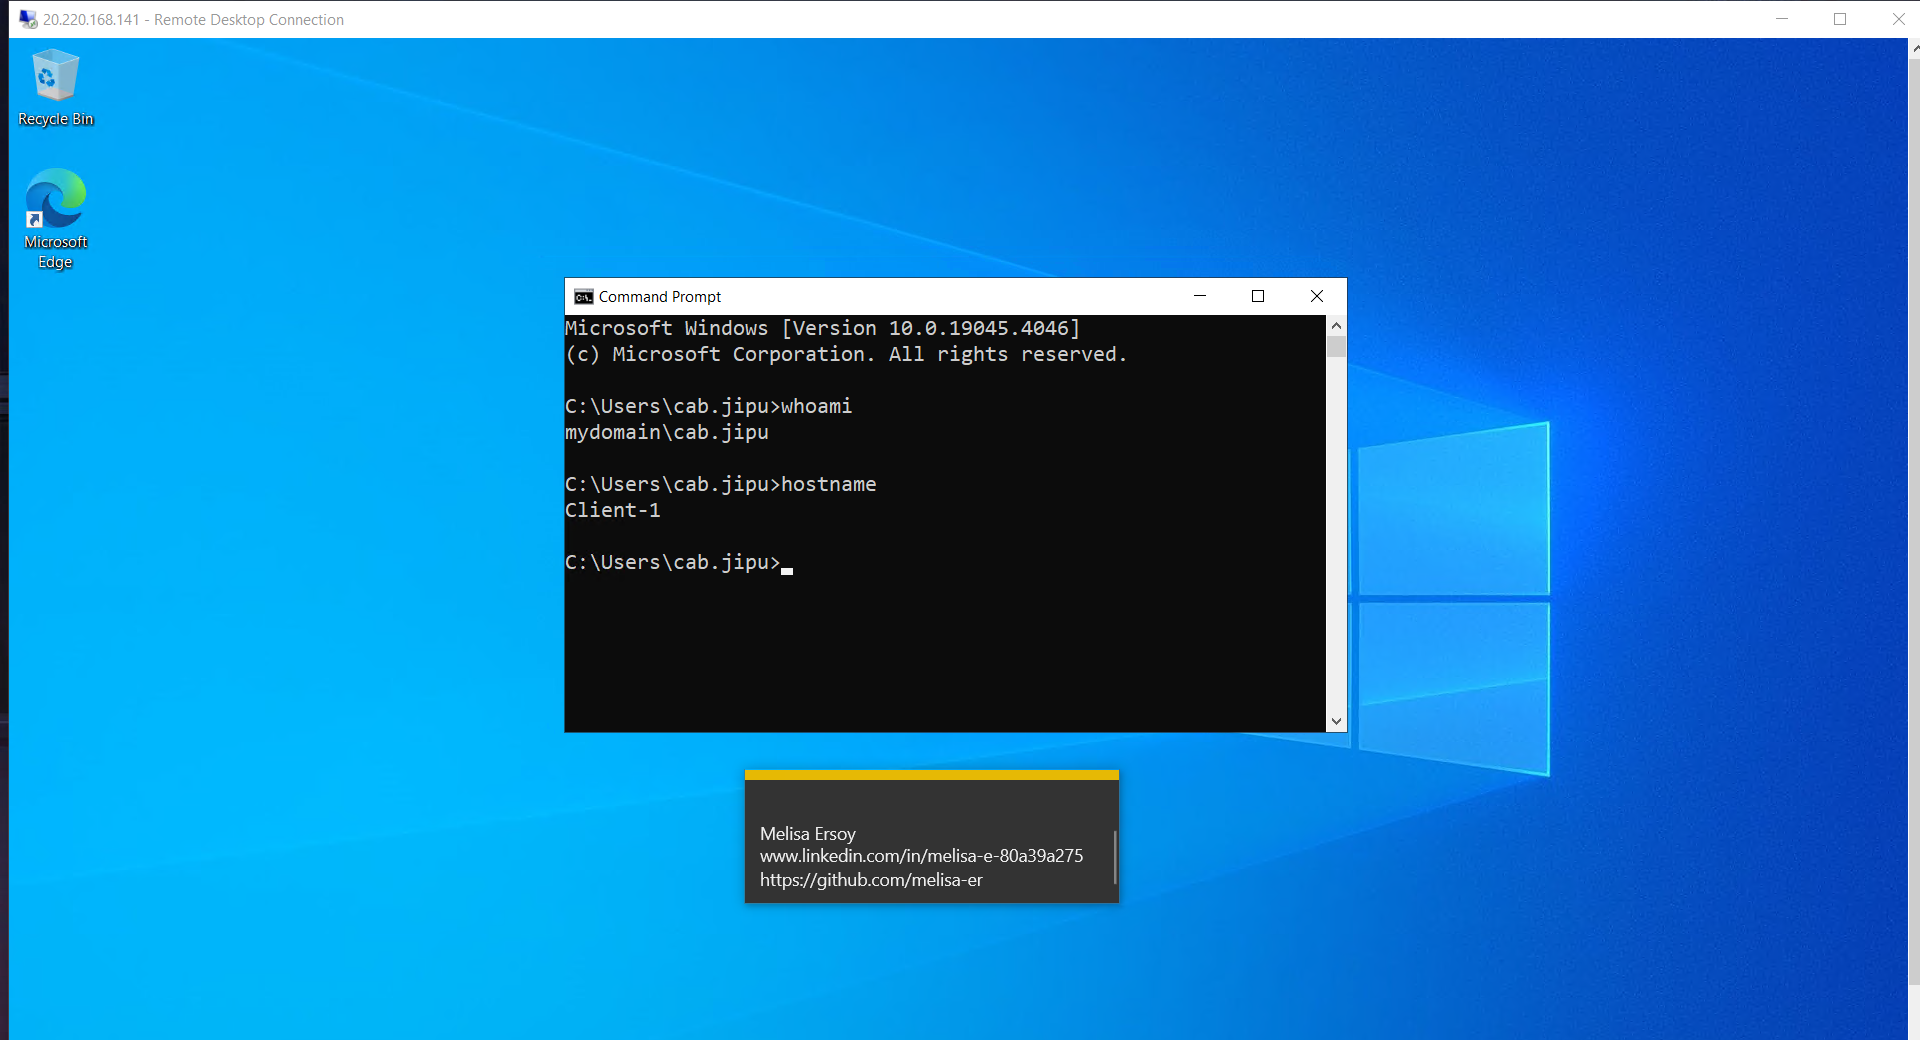 20.220.168.141 - Remote Desktop Connection
Recycle Bin
Microsoft
Edge
Command Prompt
Microsoft Windows [Version 10.0.19045.4046]
(c) Microsoft Corporation. All rights reserved.
C:\Users\cab.jipu>whoami
mydomain\cab.jipu
C:\Users\cab.jipu>hostname
Client-1
C:\Users\cab.jipu>
Melisa Ersoy
www.linkedin.com/in/melisa-e-80a39a275
https://github.com/melisa-er